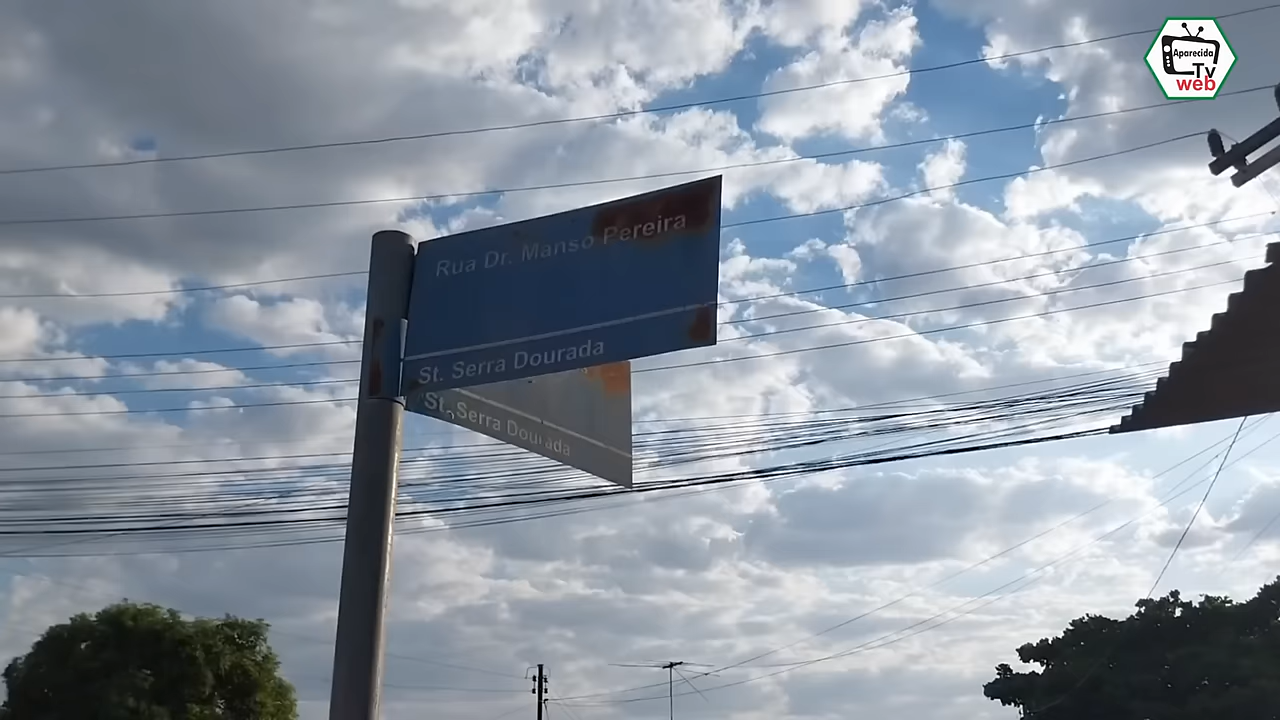 Aparecida
Tv
web
Rua Dr. Manso Pereira
St. Serra Dourada
St. Serra Dourada